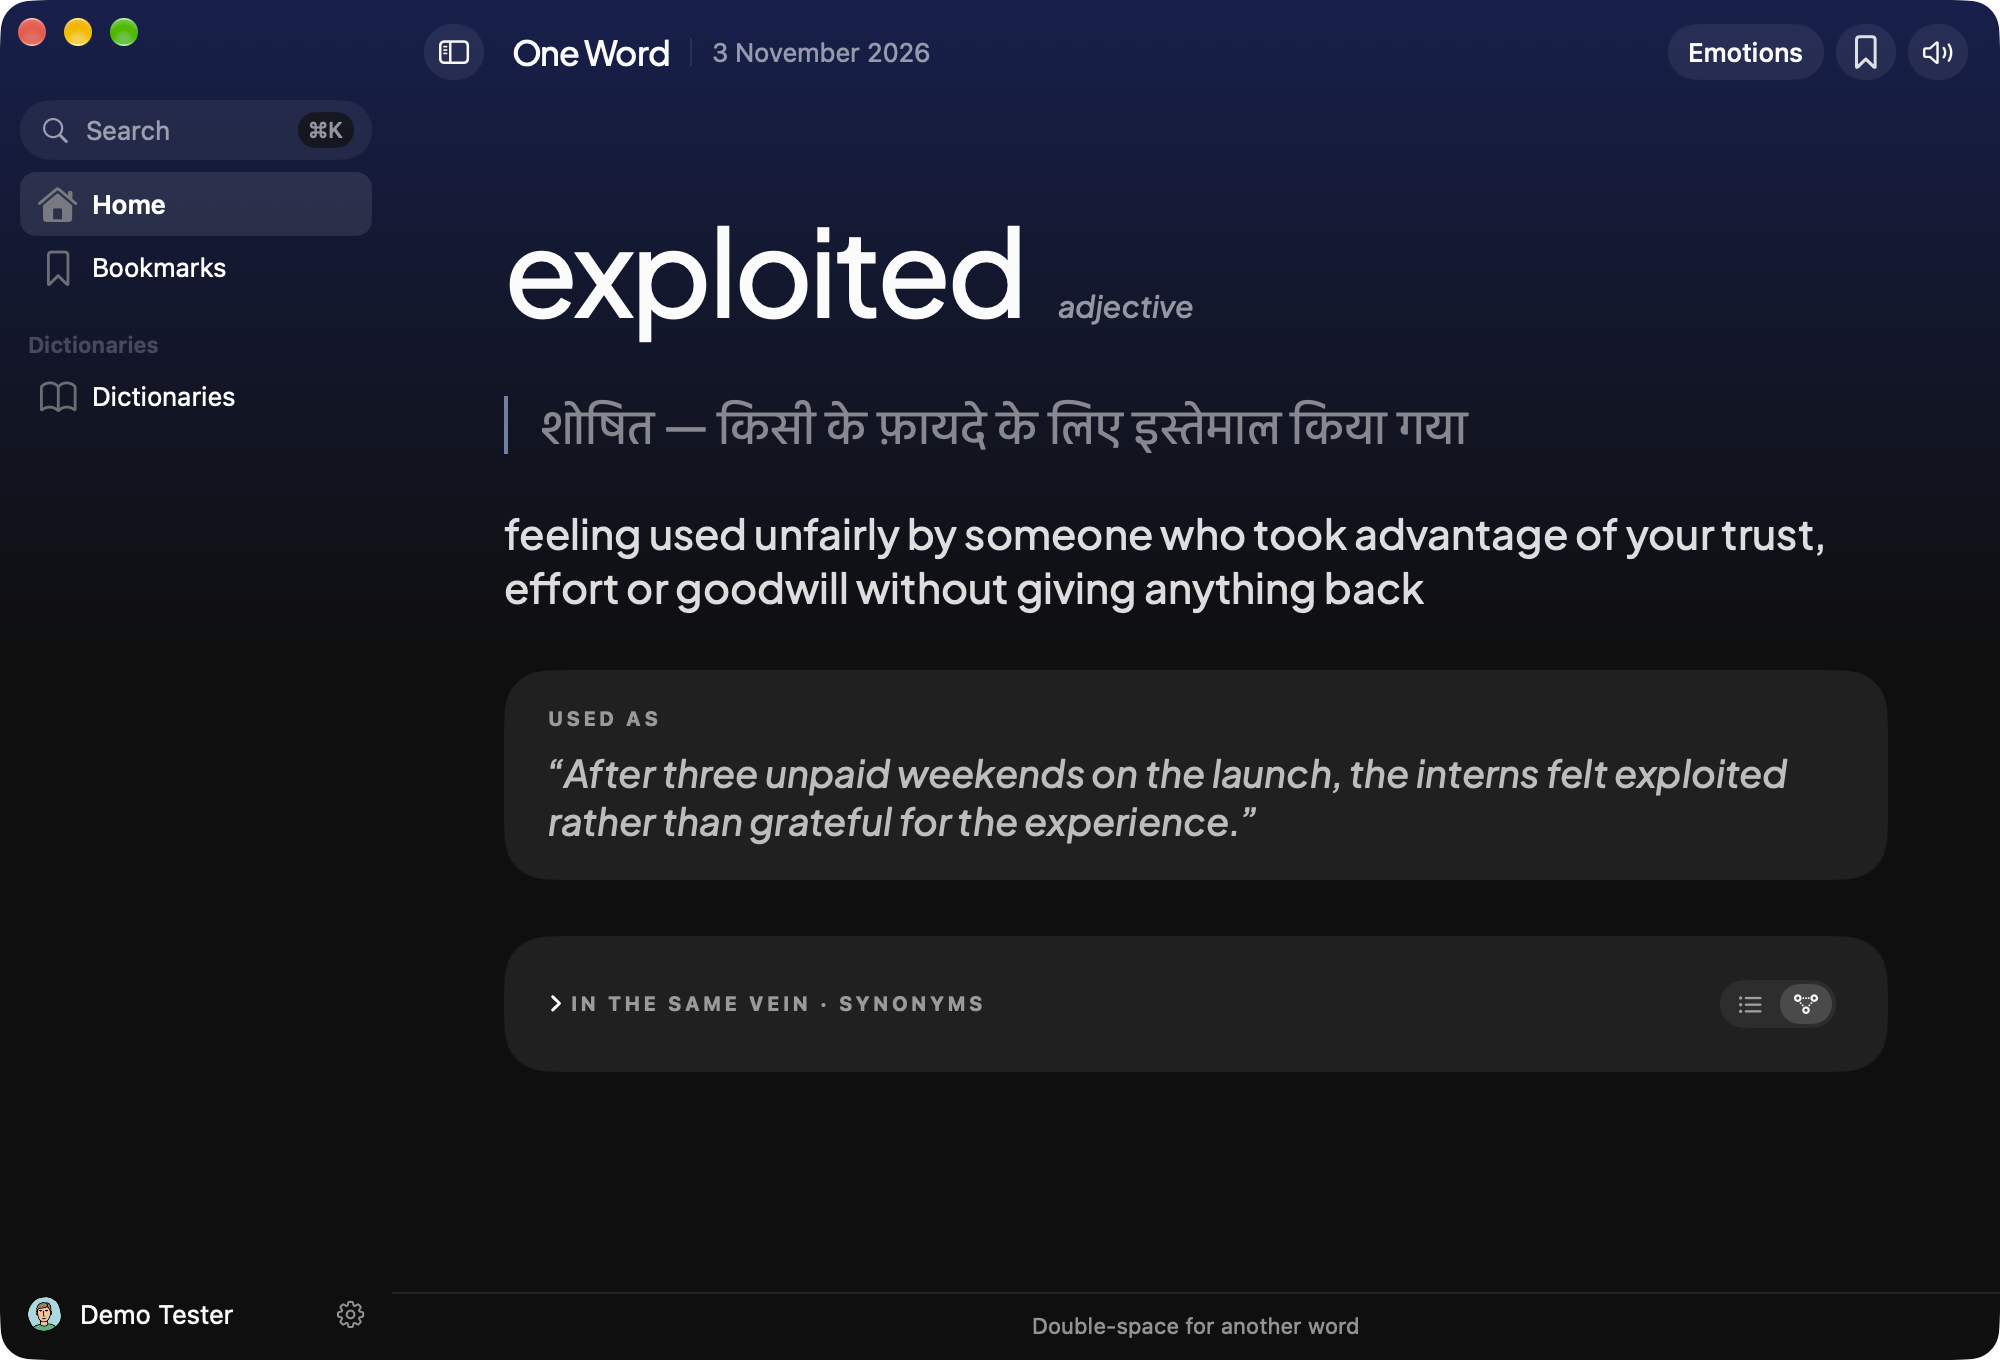 One Word
3 November 2026
Emotions
Search
⌘K
Home
Bookmarks
Dictionaries
Dictionaries
exploited
adjective
शोषित — किसी के फ़ायदे के लिए इस्तेमाल किया गया
feeling used unfairly by someone who took advantage of your trust,
effort or goodwill without giving anything back
USED AS
“After three unpaid weekends on the launch, the interns felt exploited
rather than grateful for the experience.”
IN THE SAME VEIN · SYNONYMS
Demo Tester
Double-space for another word